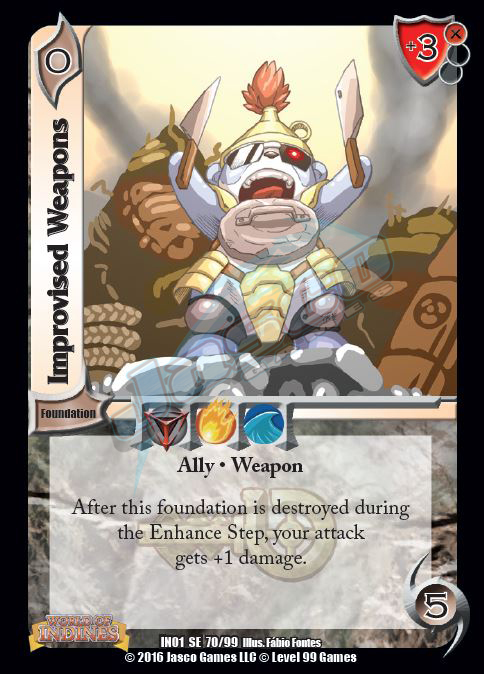 0
+3
Improvised Weapons
Foundation
Ally • Weapon
After this foundation is destroyed during
the Enhance Step, your attack
gets +1 damage.
5
WORLD OF
INDINES
IN01 SE 70/99 Illus. Fábio Fontes
© 2016 Jasco Games LLC © Level 99 Games